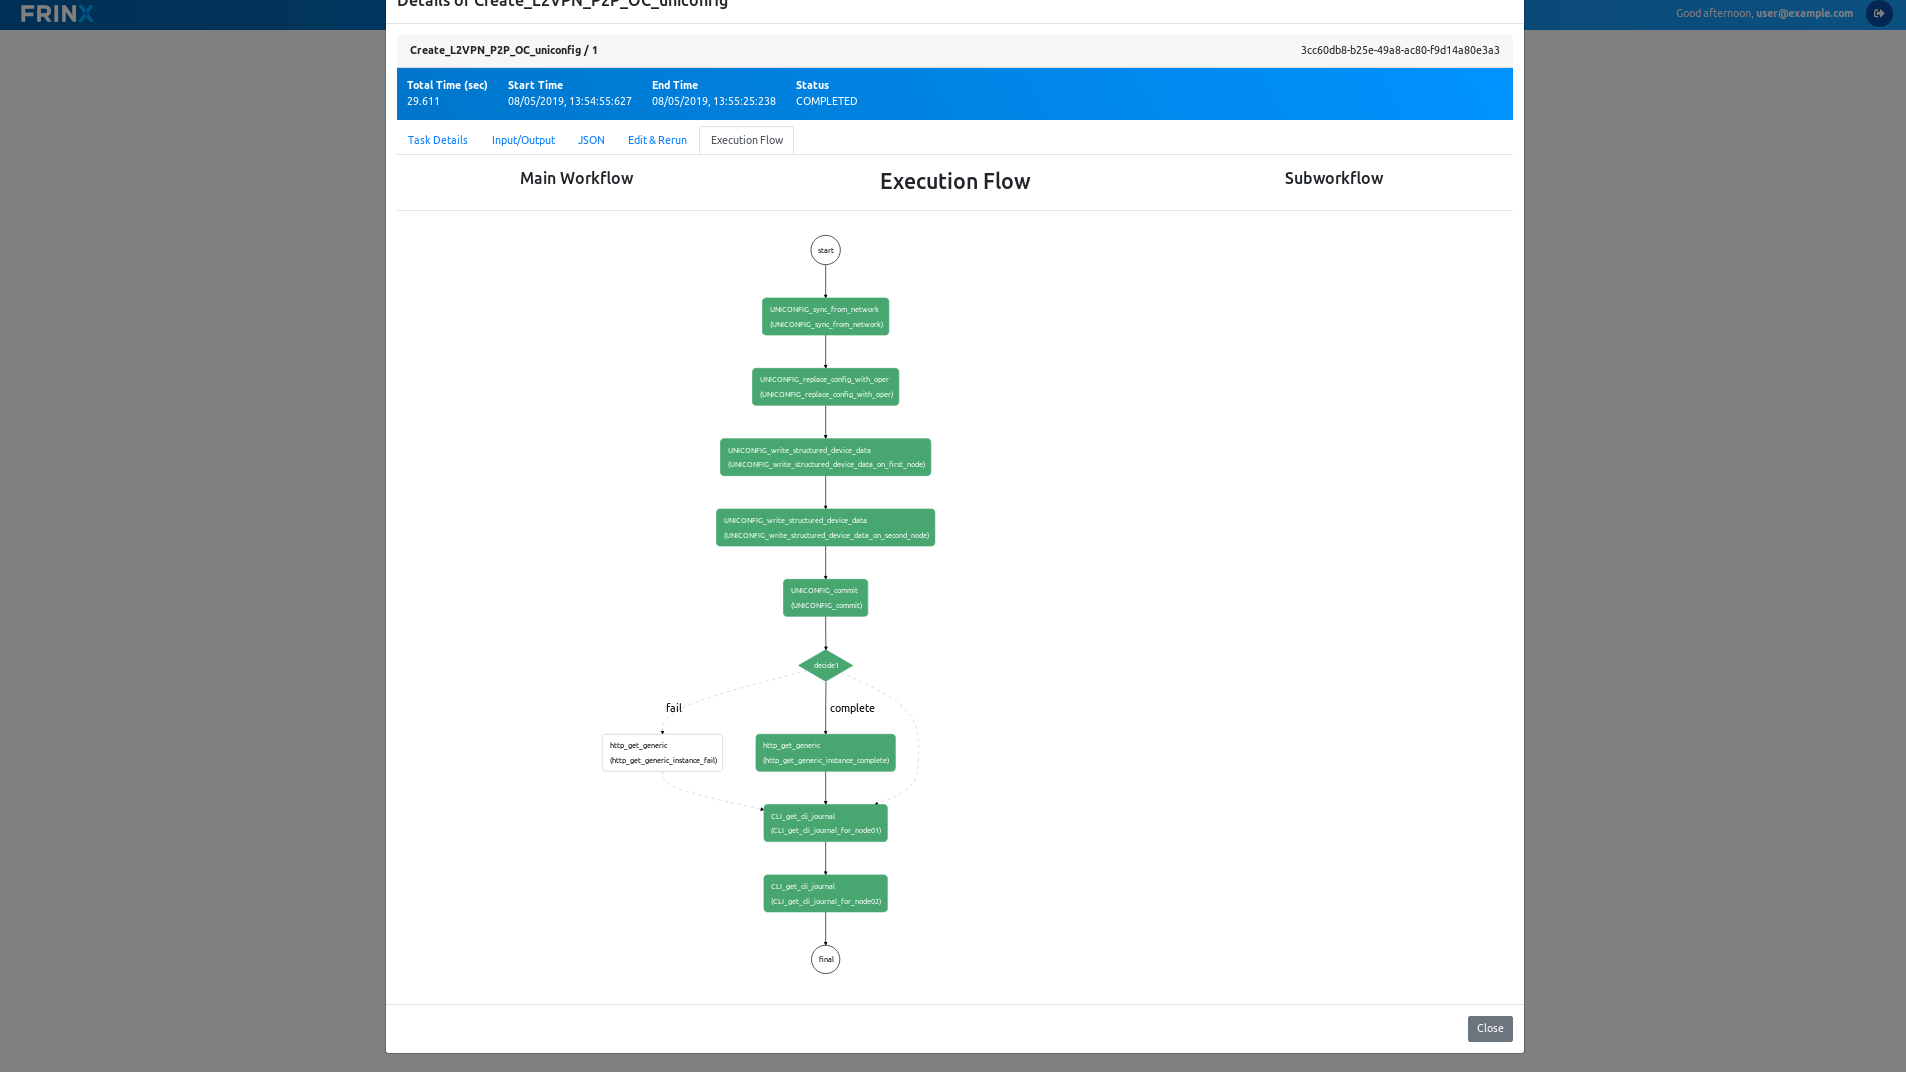 FRINX
Good afternoon, user@example.com
Details of Create_L2VPN_P2P_OC_uniconfig
Create_L2VPN_P2P_OC_uniconfig / 1
3cc60db8-b25e-49a8-ac80-f9d14a80e3a3
Total Time (sec)
29.611
Start Time
08/05/2019, 13:54:55:627
End Time
08/05/2019, 13:55:25:238
Status
COMPLETED
Task Details
Input/Output
JSON
Edit & Rerun
Execution Flow
Main Workflow
Execution Flow
Subworkflow
start
UNICONFIG_sync_from_network
(UNICONFIG_sync_from_network)
UNICONFIG_replace_config_with_oper
(UNICONFIG_replace_config_with_oper)
UNICONFIG_write_structured_device_data
(UNICONFIG_write_structured_device_data_on_first_node)
UNICONFIG_write_structured_device_data
(UNICONFIG_write_structured_device_data_on_second_node)
UNICONFIG_commit
(UNICONFIG_commit)
decide1
fail
complete
http_get_generic
(http_get_generic_instance_fail)
http_get_generic
(http_get_generic_instance_complete)
CLI_get_cli_journal
(CLI_get_cli_journal_for_node01)
CLI_get_cli_journal
(CLI_get_cli_journal_for_node02)
final
Close